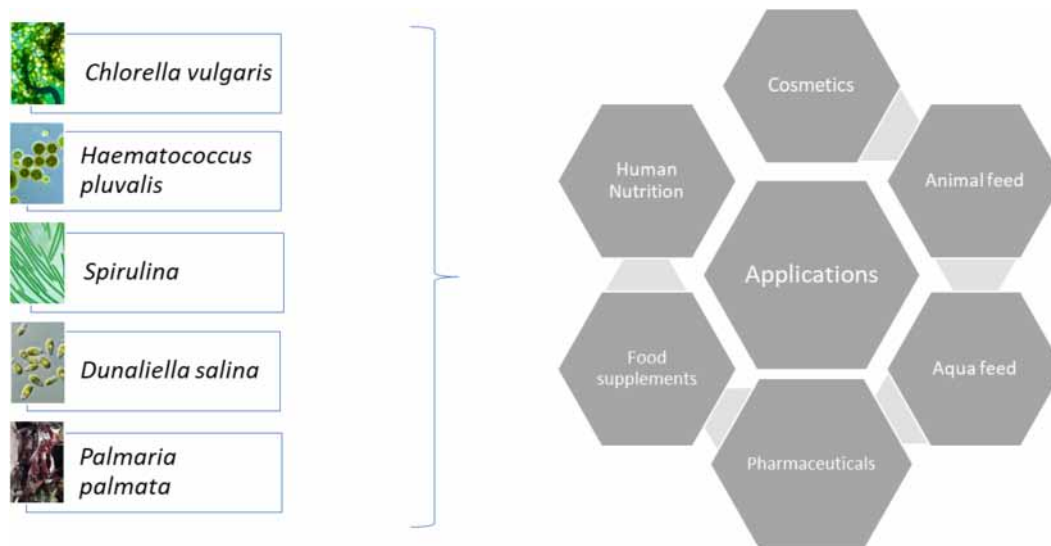 Chlorella vulgaris
Haematococcus
pluvalis
Spirulina
Dunaliella salina
Palmaria
palmata
Cosmetics
Human
Nutrition
Animal feed
Applications
Food
supplements
Aqua feed
Pharmaceuticals